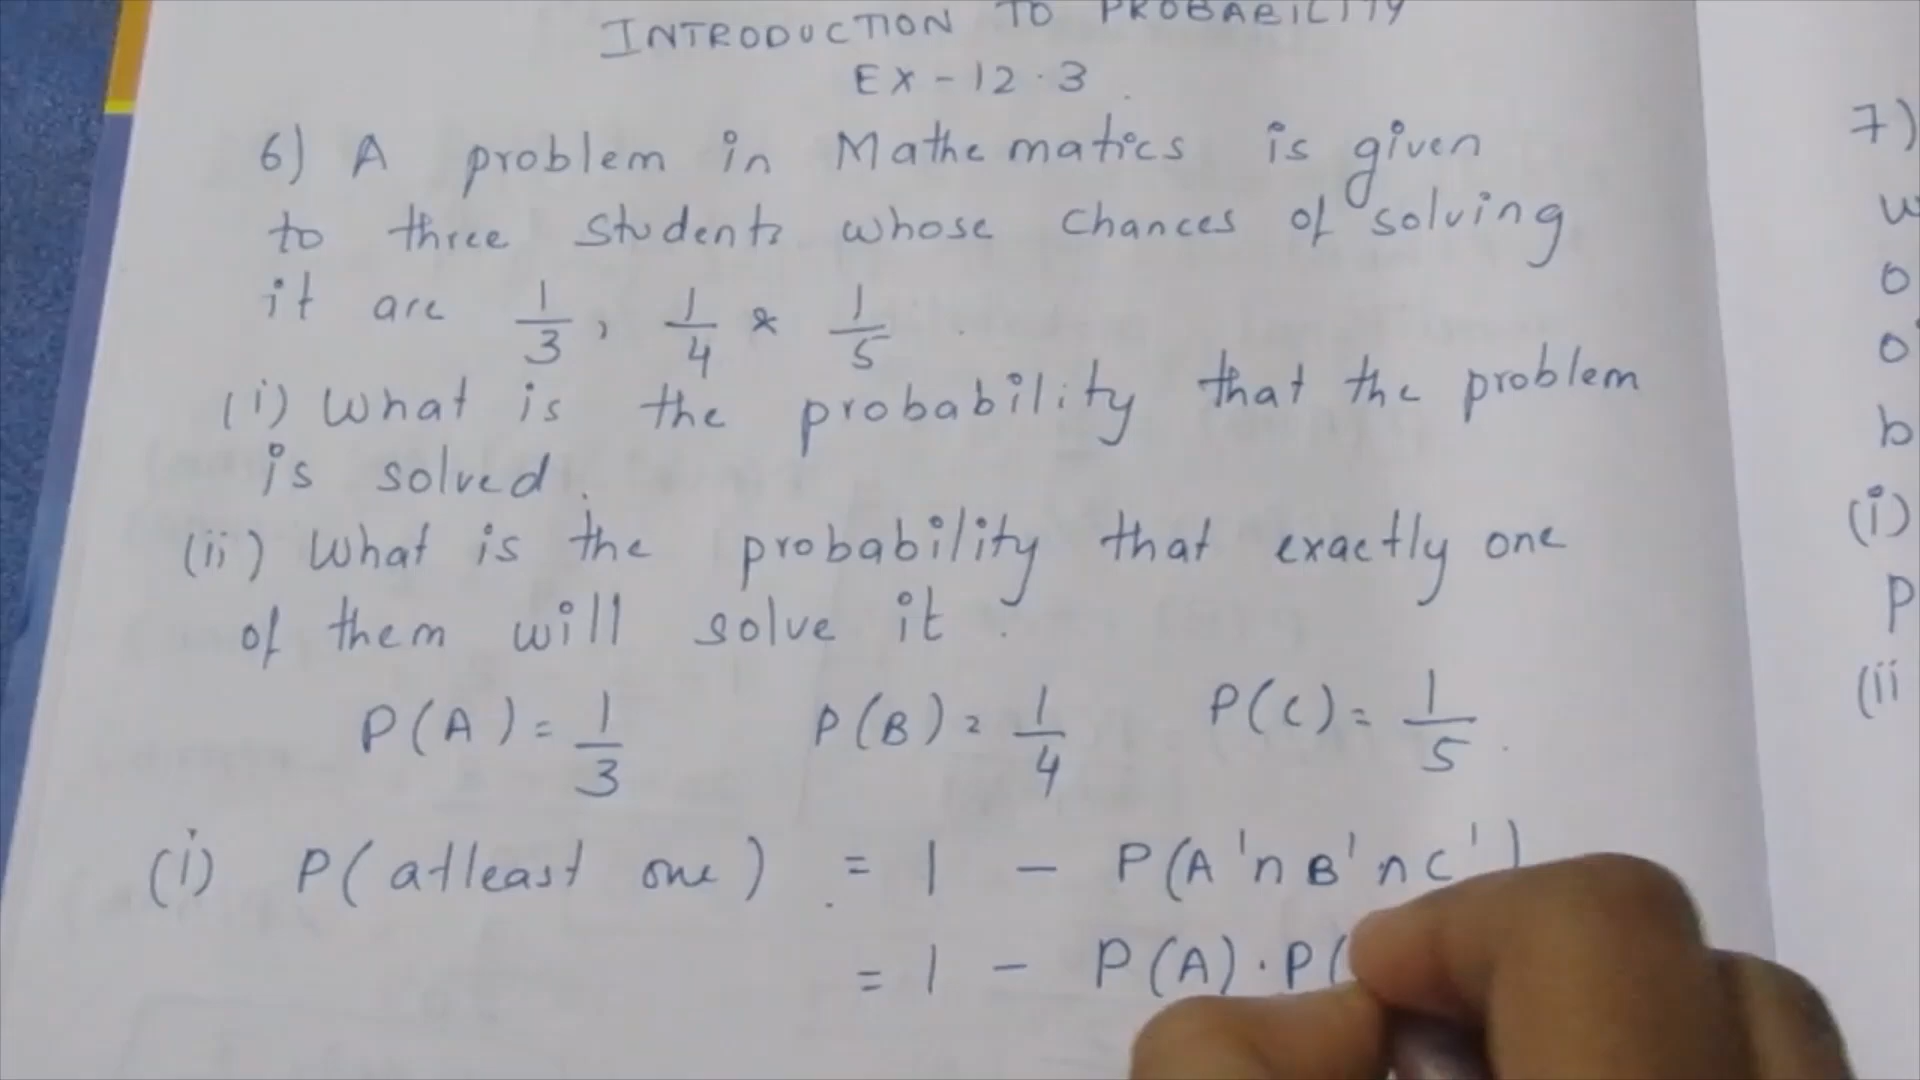 INTRODUCTION TO PROBABILITY
EX - 12.3
6) A problem in Mathematics is given
to three students whose chances of solving
it are 1/3, 1/4 & 1/5.
(i) What is the probability that the problem
is solved.
(ii) What is the probability that exactly one
of them will solve it.
P(A) = 1/3 P(B) = 1/4 P(C) = 1/5.
(i) P(atleast one) = 1 - P(A'∩B'∩C')
= 1 - P(A).P(
7)
o
b
(i)
P
(ii